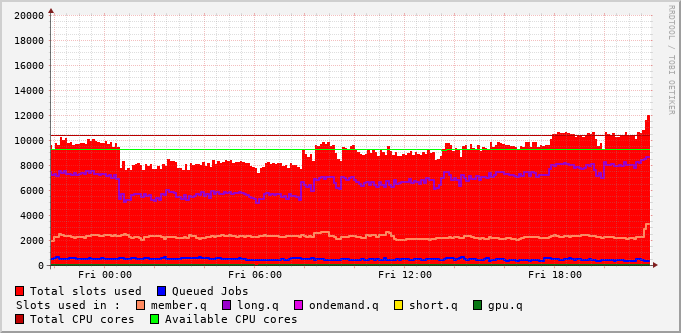 20000
18000
16000
14000
12000
10000
8000
6000
4000
2000
0
Fri 00:00 Fri 06:00 Fri 12:00 Fri 18:00
RRDTOOL / TOBI OETIKER
Total slots used Queued Jobs
Slots used in : member.q long.q ondemand.q short.q gpu.q
Total CPU cores Available CPU cores